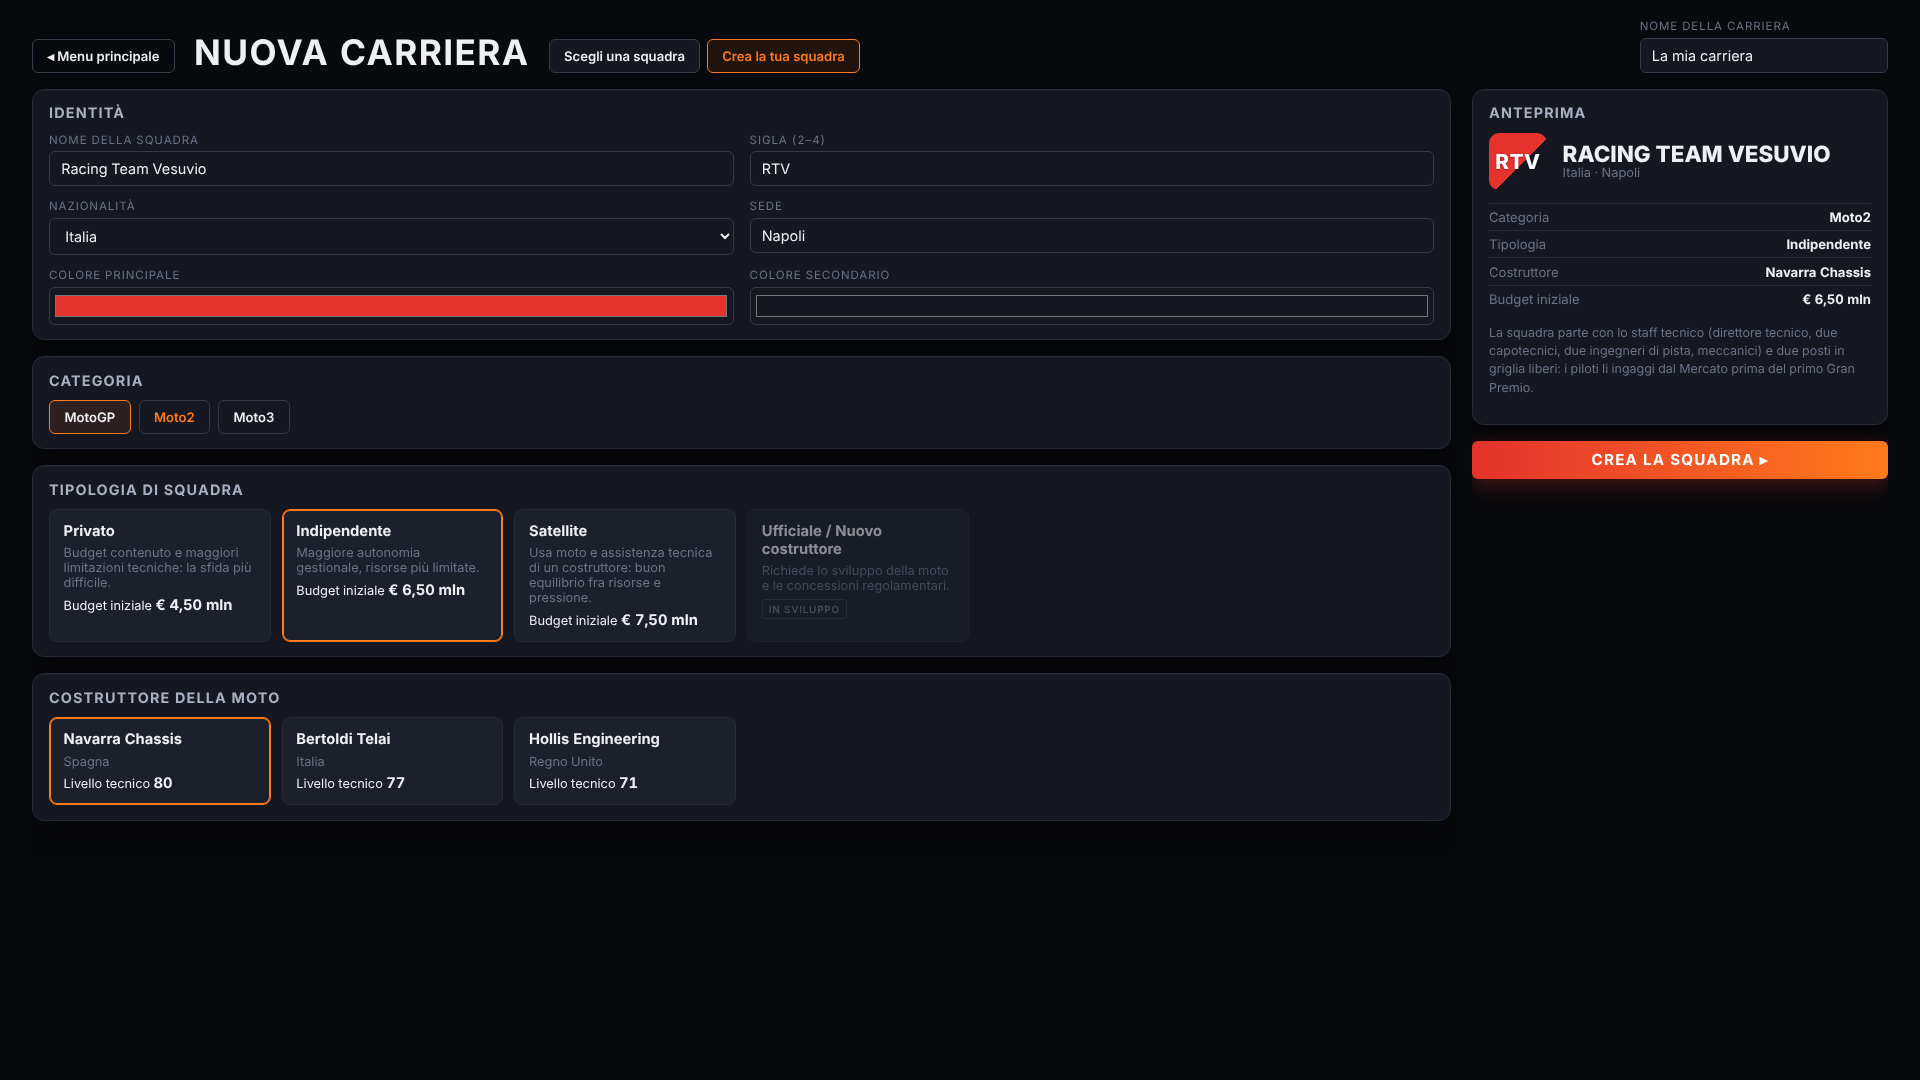 ◂ Menu principale
NUOVA CARRIERA
Scegli una squadra
Crea la tua squadra
NOME DELLA CARRIERA
La mia carriera
IDENTITÀ
NOME DELLA SQUADRA
Racing Team Vesuvio
SIGLA (2–4)
RTV
NAZIONALITÀ
Italia
SEDE
Napoli
COLORE PRINCIPALE
COLORE SECONDARIO
CATEGORIA
MotoGP
Moto2
Moto3
TIPOLOGIA DI SQUADRA
Privato
Budget contenuto e maggiori
limitazioni tecniche: la sfida più
difficile.
Budget iniziale € 4,50 mln
Indipendente
Maggiore autonomia
gestionale, risorse più limitate.
Budget iniziale € 6,50 mln
Satellite
Usa moto e assistenza tecnica
di un costruttore: buon
equilibrio fra risorse e
pressione.
Budget iniziale € 7,50 mln
Ufficiale / Nuovo
costruttore
Richiede lo sviluppo della moto
e le concessioni regolamentari.
IN SVILUPPO
COSTRUTTORE DELLA MOTO
Navarra Chassis
Spagna
Livello tecnico 80
Bertoldi Telai
Italia
Livello tecnico 77
Hollis Engineering
Regno Unito
Livello tecnico 71
ANTEPRIMA
RTV
RACING TEAM VESUVIO
Italia · Napoli
Categoria Moto2
Tipologia Indipendente
Costruttore Navarra Chassis
Budget iniziale € 6,50 mln
La squadra parte con lo staff tecnico (direttore tecnico, due
capotecnici, due ingegneri di pista, meccanici) e due posti in
griglia liberi: i piloti li ingaggi dal Mercato prima del primo Gran
Premio.
CREA LA SQUADRA ▸